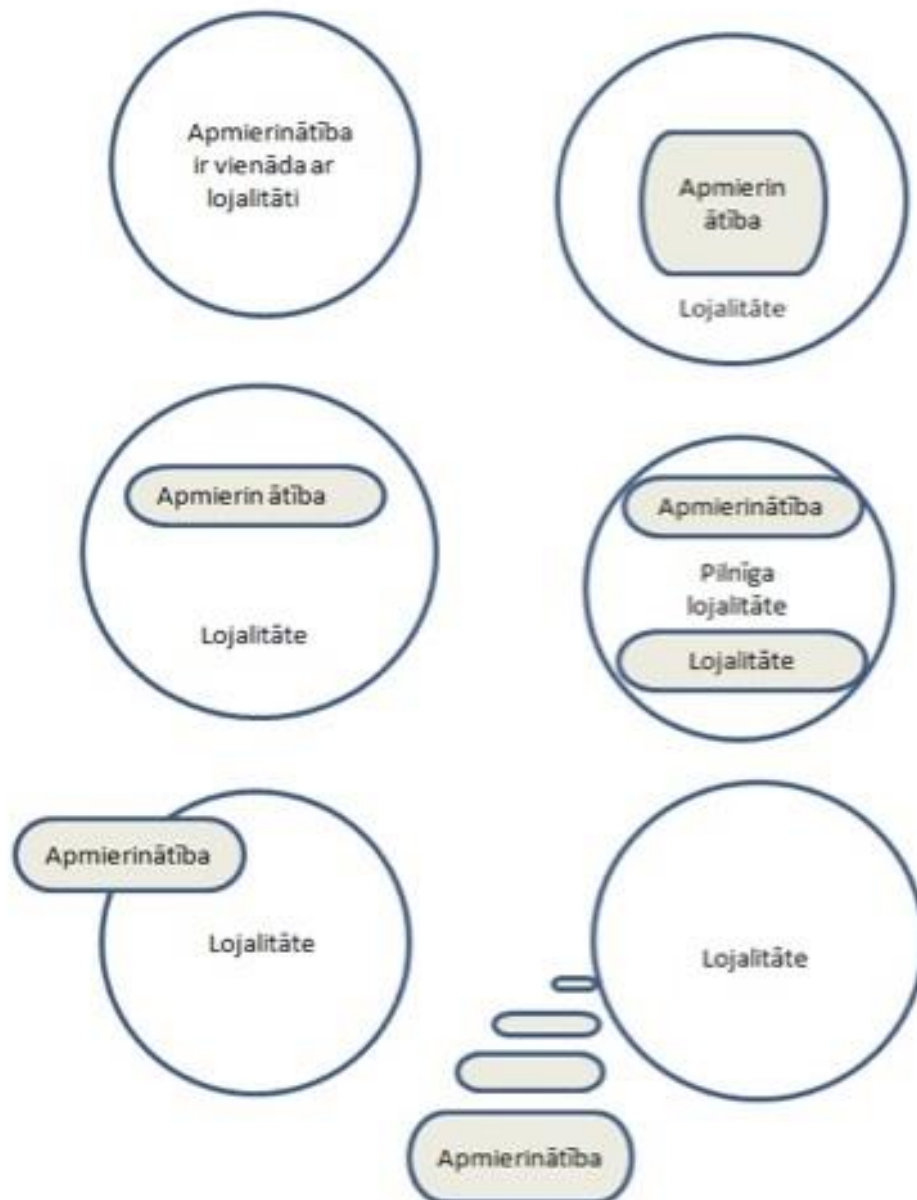 Apmierinātība
ir vienāda ar
lojalitāti
Apmierin
ātība
Lojalitāte
Apmierin ātība
Lojalitāte
Apmierinātība
Pilnīga
lojalitāte
Lojalitāte
Apmierinātība
Lojalitāte
Lojalitāte
Apmierinātība